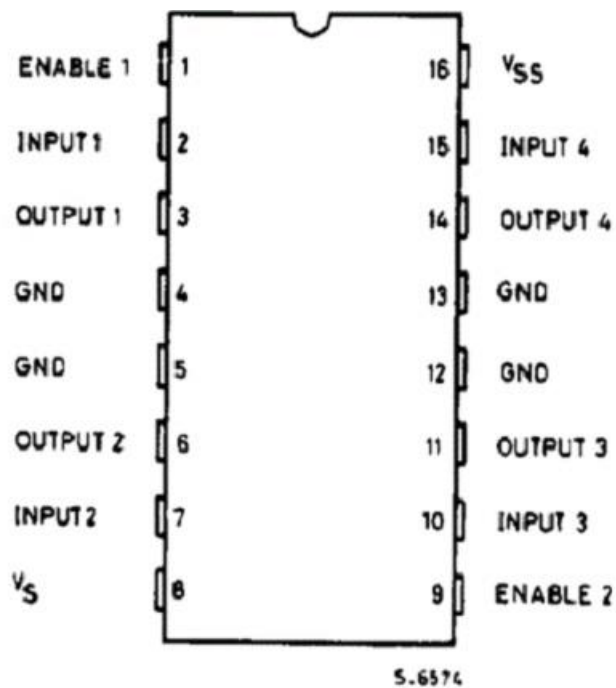 ENABLE 1 1 16 VSS
INPUT 1 2 15 INPUT 4
OUTPUT 1 3 14 OUTPUT 4
GND 4 13 GND
GND 5 12 GND
OUTPUT 2 6 11 OUTPUT 3
INPUT 2 7 10 INPUT 3
VS 8 9 ENABLE 2
S-6574